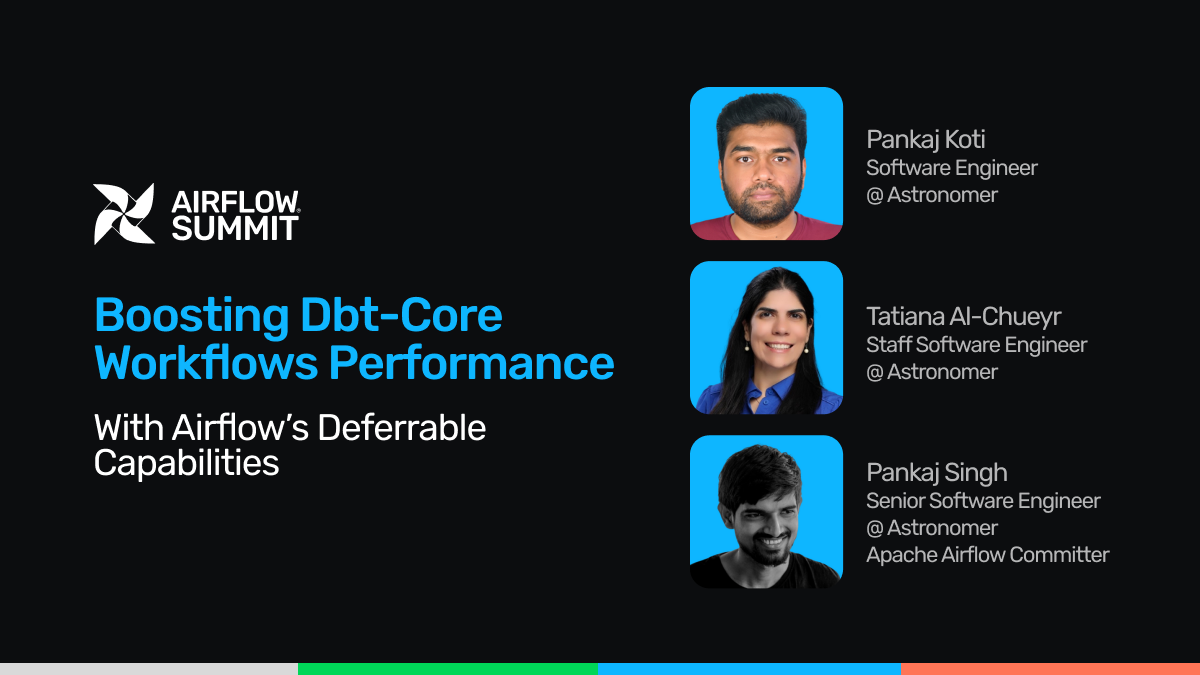 AIRFLOW
SUMMIT
Boosting Dbt-Core
Workflows Performance
With Airflow’s Deferrable
Capabilities
Pankaj Koti
Software Engineer
@ Astronomer
Tatiana Al-Chueyr
Staff Software Engineer
@ Astronomer
Pankaj Singh
Senior Software Engineer
@ Astronomer
Apache Airflow Committer